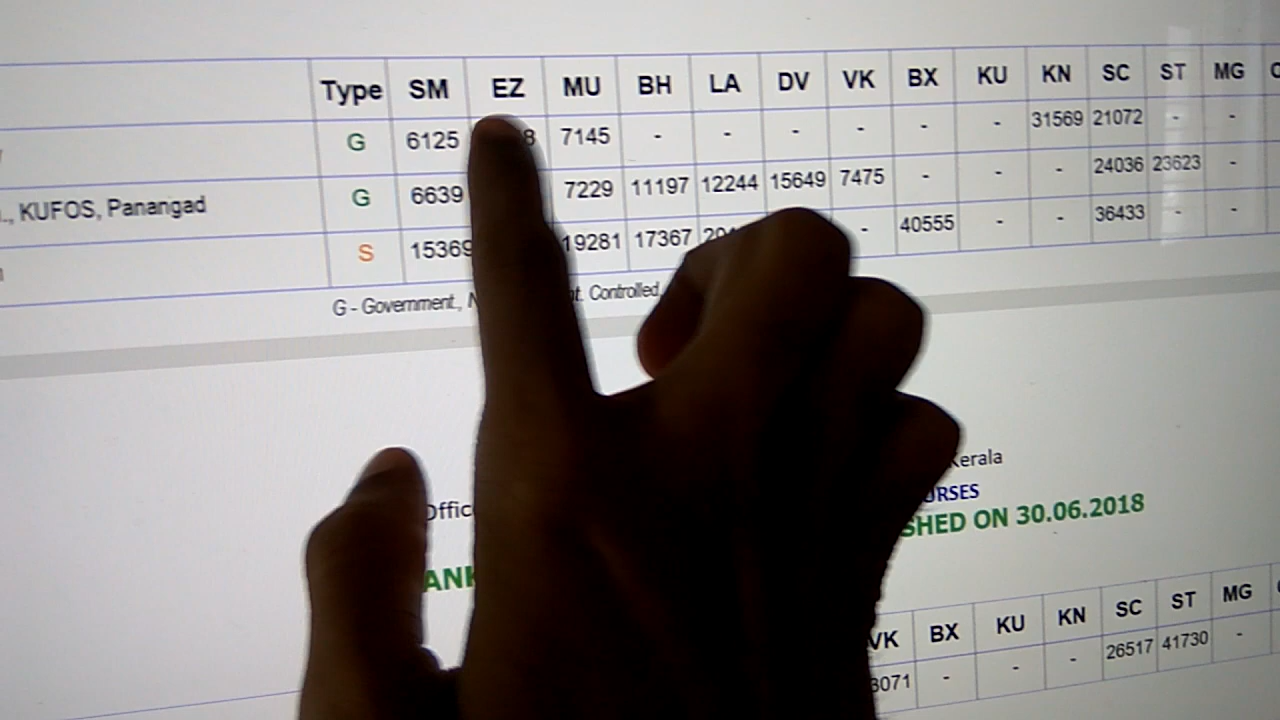 Type SM EZ MU BH LA DV VK BX KU KN SC ST MG
G 6125 8 7145 - - - - - - 31569 21072 - -
., KUFOS, Panangad G 6639 7229 11197 12244 15649 7475 - - - 24036 23623 -
S 15369 19281 17367 - 40555 - - 36433 - -
G - Government., Controlled.
Kerala
URSES
SHED ON 30.06.2018
ANK
VK BX KU KN SC ST MG
3071 - - - 26517 41730 -